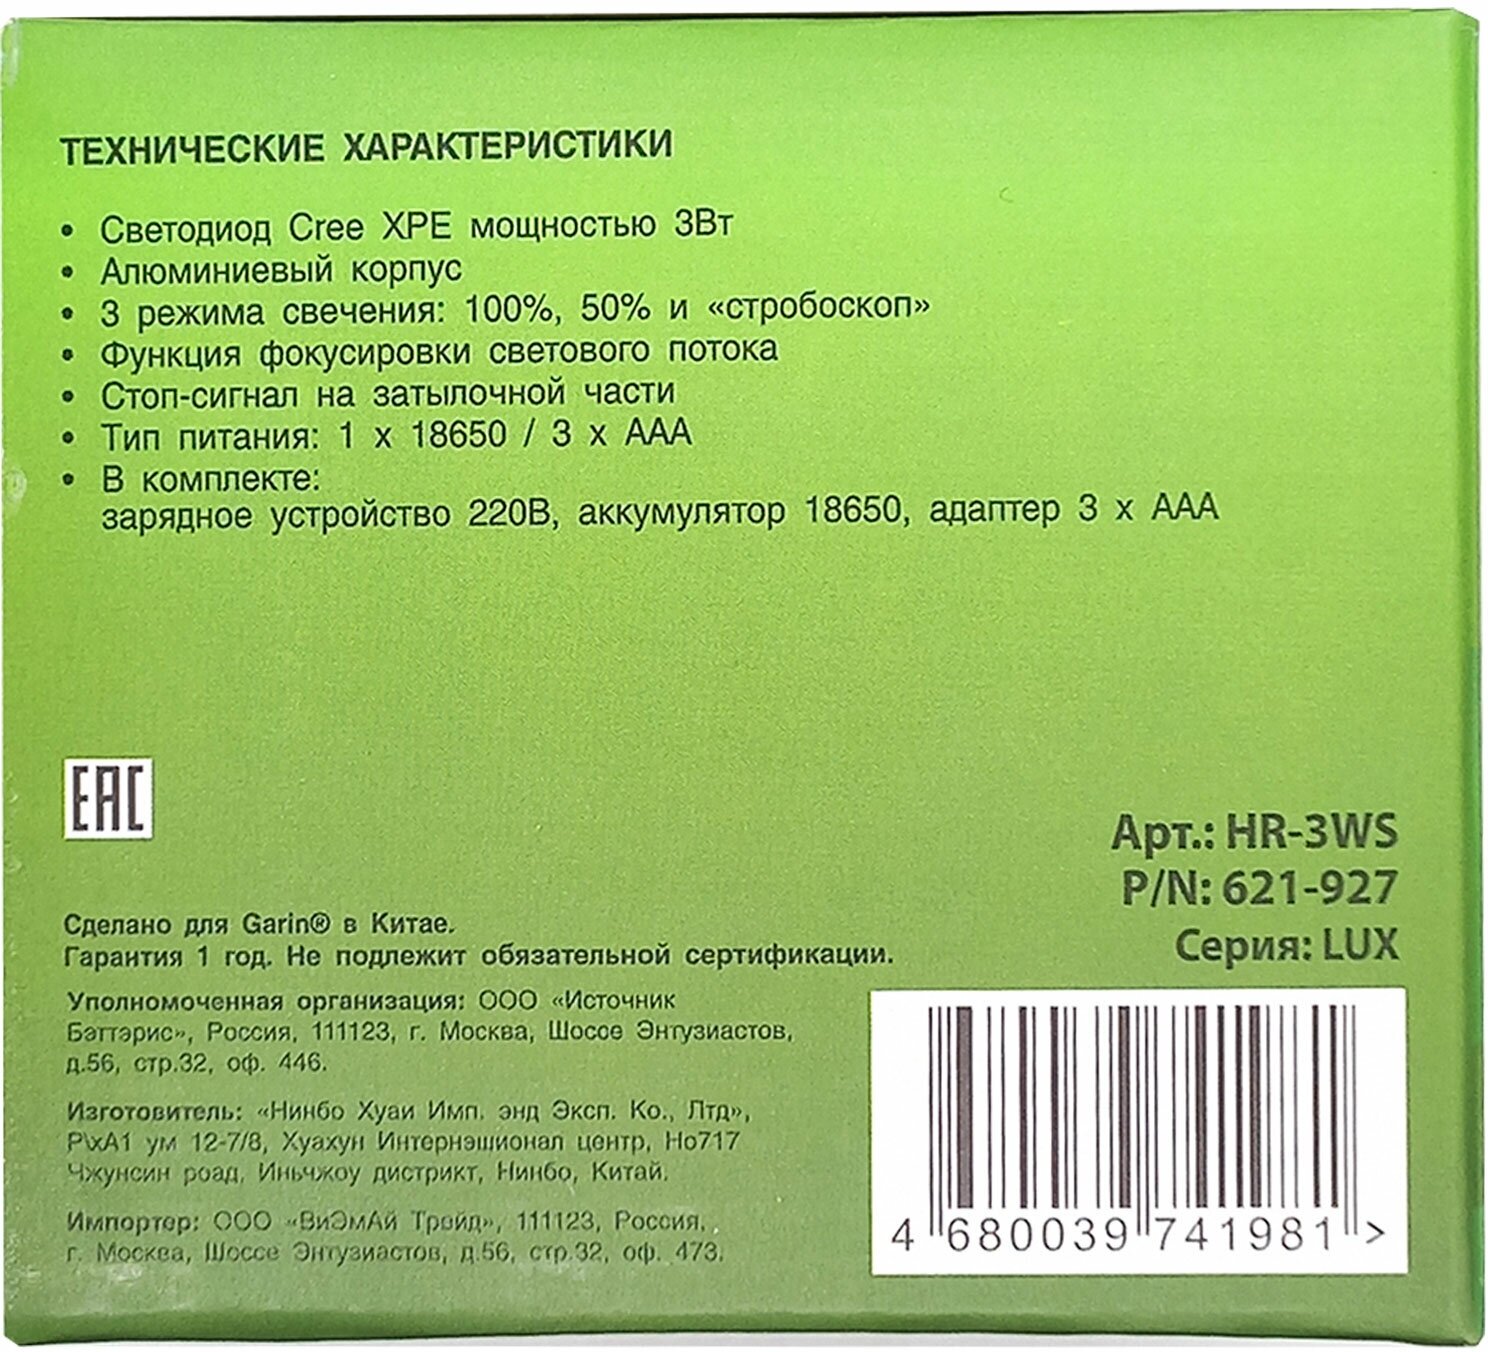 ТЕХНИЧЕСКИЕ ХАРАКТЕРИСТИКИ
• Светодиод Cree XPE мощностью 3Вт
• Алюминиевый корпус
• 3 режима свечения: 100%, 50% и «стробоскоп»
• Функция фокусировки светового потока
• Стоп-сигнал на затылочной части
• Тип питания: 1 x 18650 / 3 x AAA
• В комплекте:
зарядное устройство 220В, аккумулятор 18650, адаптер 3 x AAA
EAC
Арт.: HR-3WS
P/N: 621-927
Серия: LUX
Сделано для Garin® в Китае.
Гарантия 1 год. Не подлежит обязательной сертификации.
Уполномоченная организация: ООО «Источник
Бэттэрис», Россия, 111123, г. Москва, Шоссе Энтузиастов,
д.56, стр.32, оф. 446.
Изготовитель: «Нинбо Хуаи Имп. энд Эксп. Ко., Лтд»,
Р\хА1 ум 12-7/8, Хуахун Интернэшионал центр, Но717
Чжунсин роад, Иньчжоу дистрикт, Нинбо, Китай.
Импортер: ООО «ВиЭмАй Трейд», 111123, Россия,
г. Москва, Шоссе Энтузиастов, д.56, стр.32, оф. 473.
4 680039 741981 >